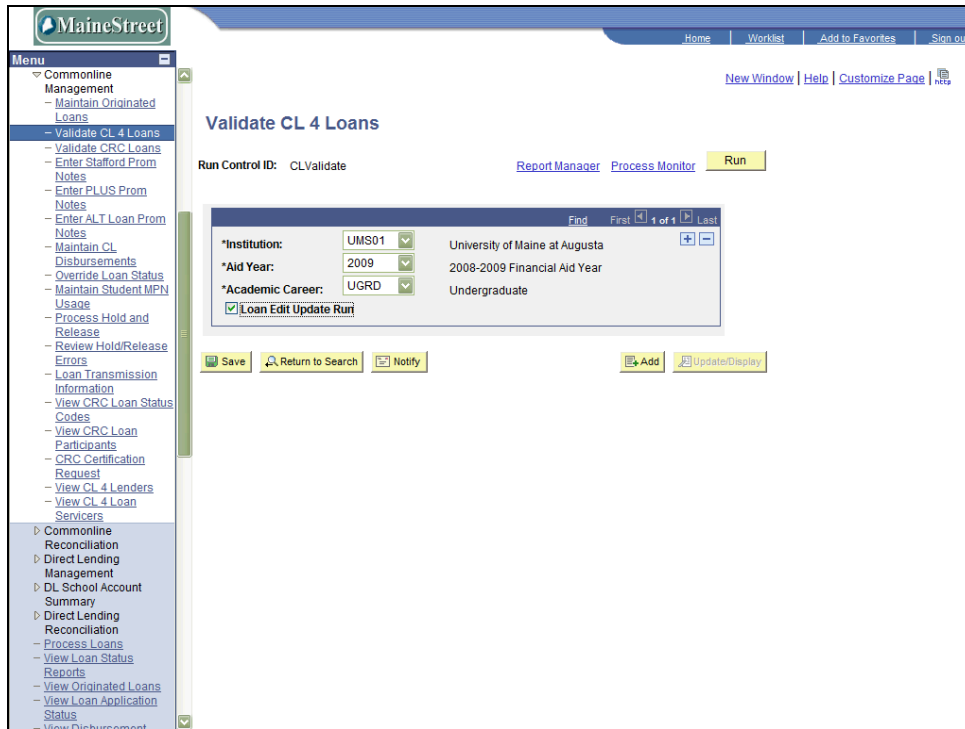 MaineStreet
Home
Worklist
Add to Favorites
Sign ou
Menu
Commonline
Management
Maintain Originated
Loans
Validate CL 4 Loans
Validate CRC Loans
Enter Stafford Prom
Notes
Enter PLUS Prom
Notes
Enter ALT Loan Prom
Notes
Maintain CL
Disbursements
Override Loan Status
Maintain Student MPN
Usage
Process Hold and
Release
Review Hold/Release
Errors
Loan Transmission
Information
View CRC Loan Status
Codes
View CRC Loan
Participants
CRC Certification
Request
View CL 4 Lenders
View CL 4 Loan
Servicers
Commonline
Reconciliation
Direct Lending
Management
DL School Account
Summary
Direct Lending
Reconciliation
Process Loans
View Loan Status
Reports
View Originated Loans
View Loan Application
Status
View Disbursement
New Window | Help | Customize Page | http
Validate CL 4 Loans
Run Control ID: CLValidate Report Manager Process Monitor Run
Find First 1 of 1 Last
*Institution: UMS01 University of Maine at Augusta
*Aid Year: 2009 2008-2009 Financial Aid Year
*Academic Career: UGRD Undergraduate
Loan Edit Update Run
Save Return to Search Notify Add Update/Display